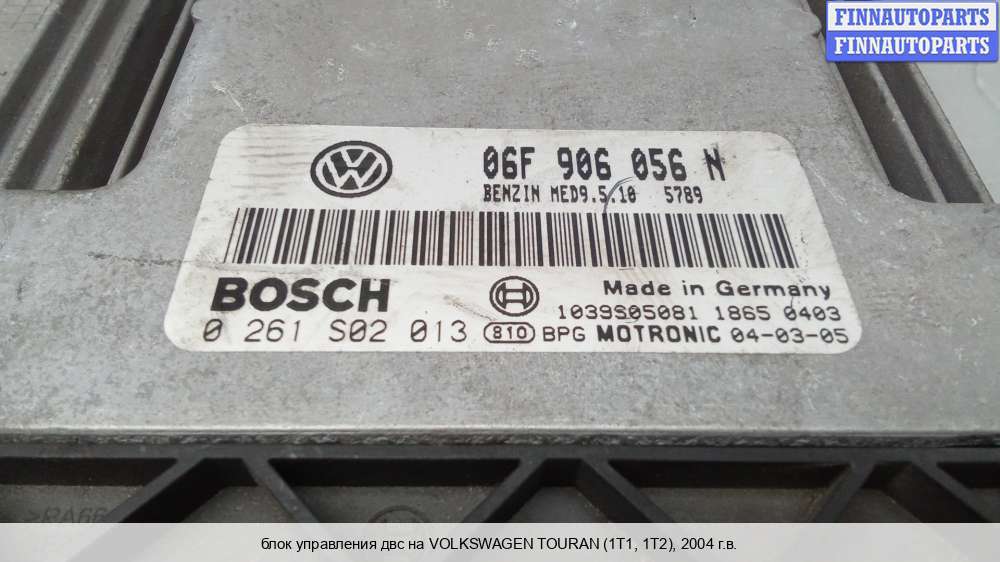 FINNAUTOPARTS
FINNAUTOPARTS
06F 906 056 N
BENZIN MED9.5.10 5789
BOSCH
Made in Germany
1039S05081 1865 0403
0 261 S02 013 810 BPG MOTRONIC 04-03-05
>RA66
блок управления двс на VOLKSWAGEN TOURAN (1T1, 1T2), 2004 г.в.